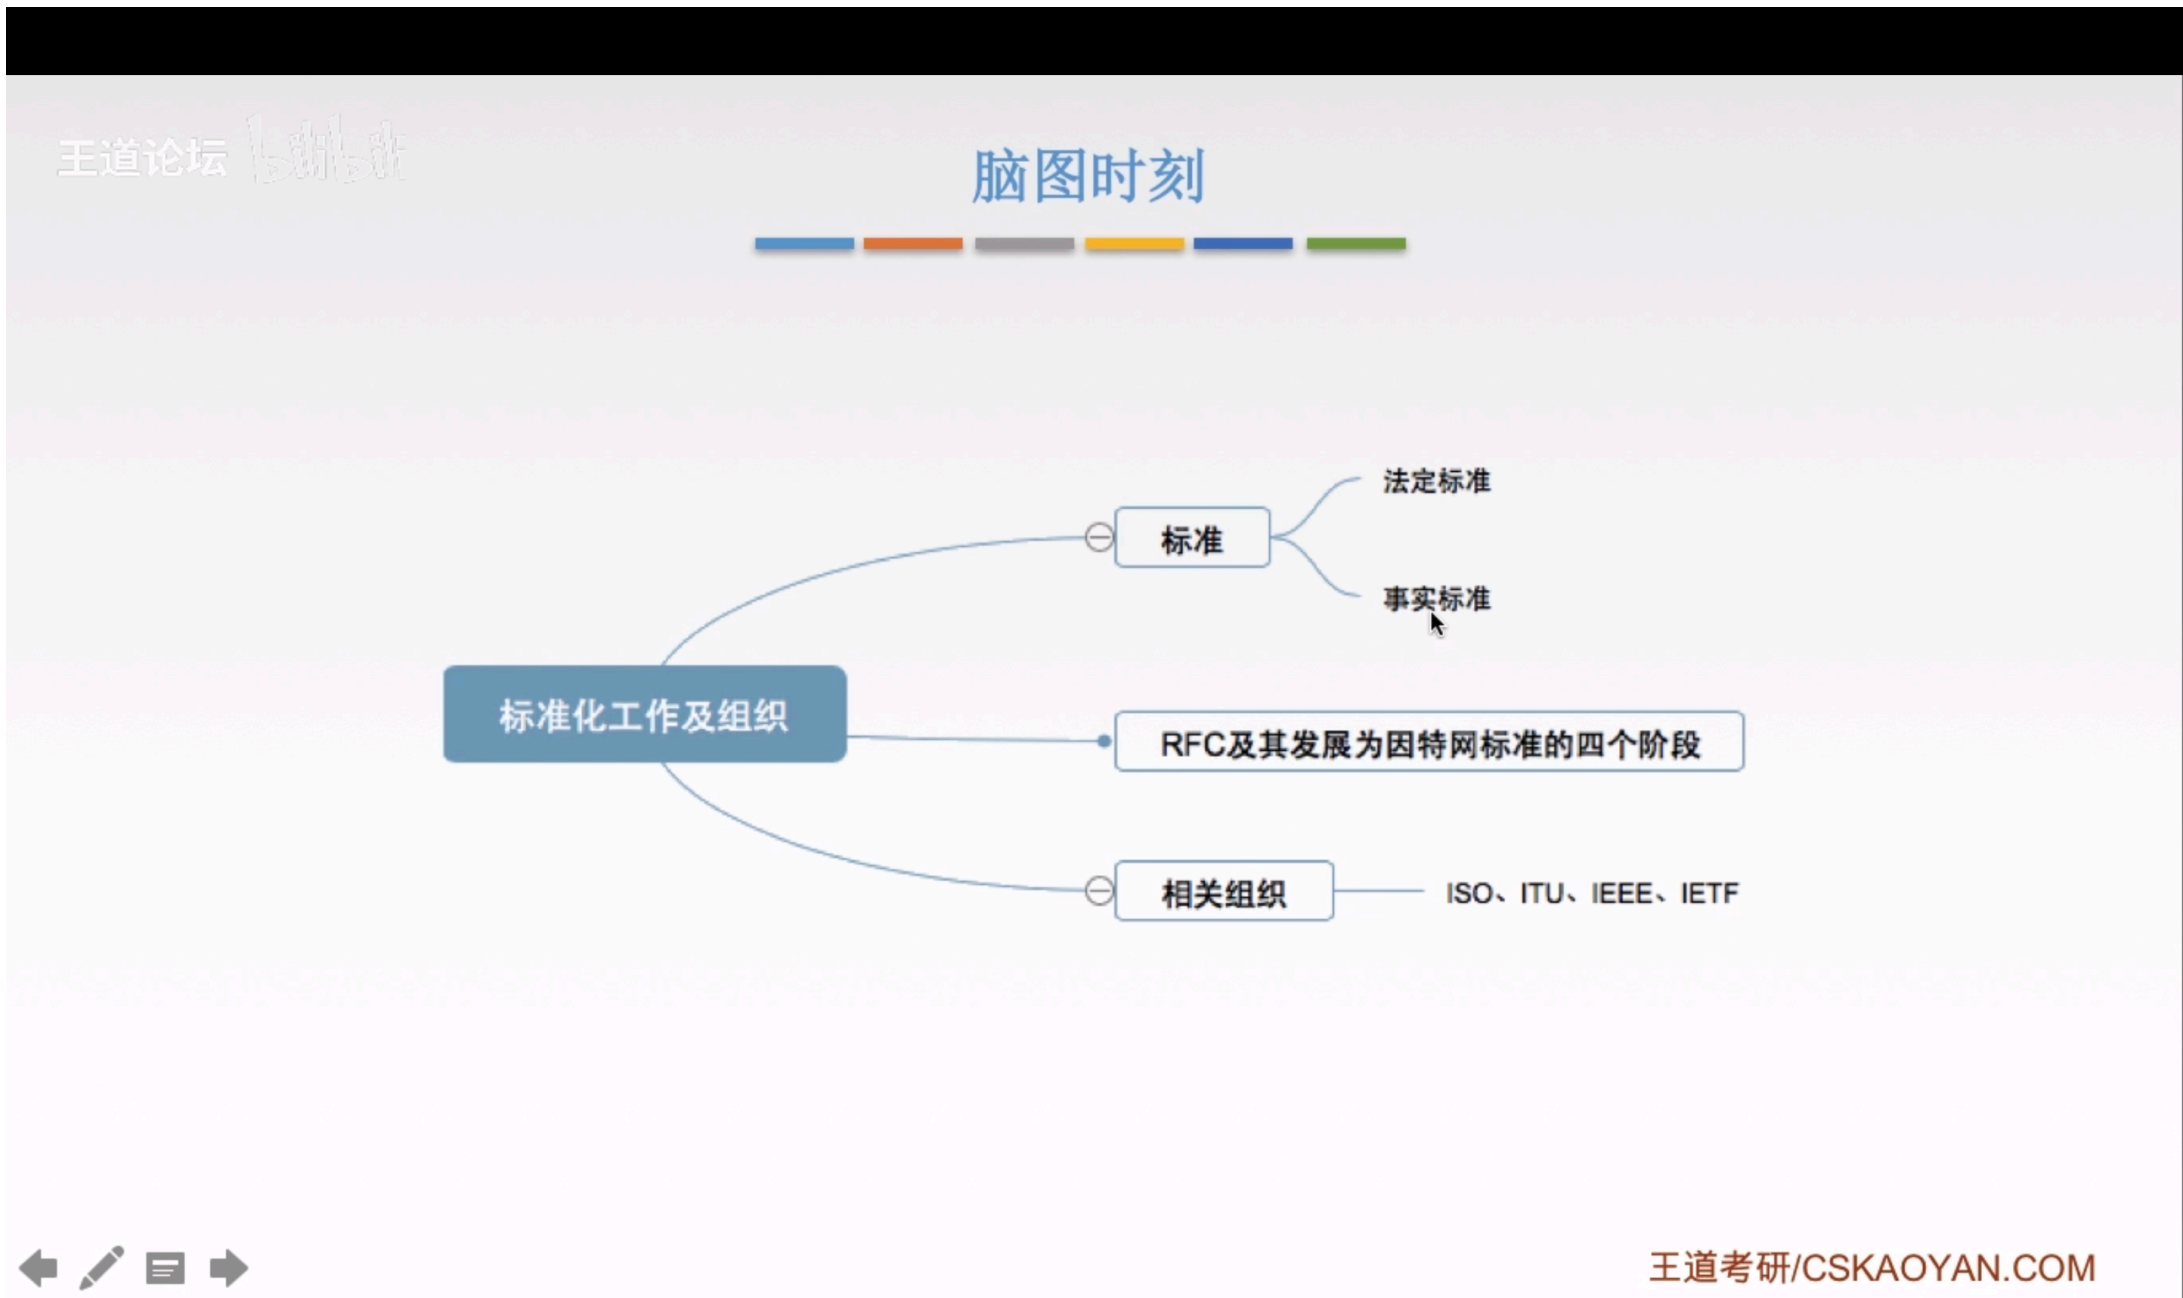 王道论坛 bilibili
脑图时刻
法定标准
标准
事实标准
标准化工作及组织
RFC及其发展为因特网标准的四个阶段
相关组织
ISO、ITU、IEEE、IETF
王道考研/CSKAOYAN.COM